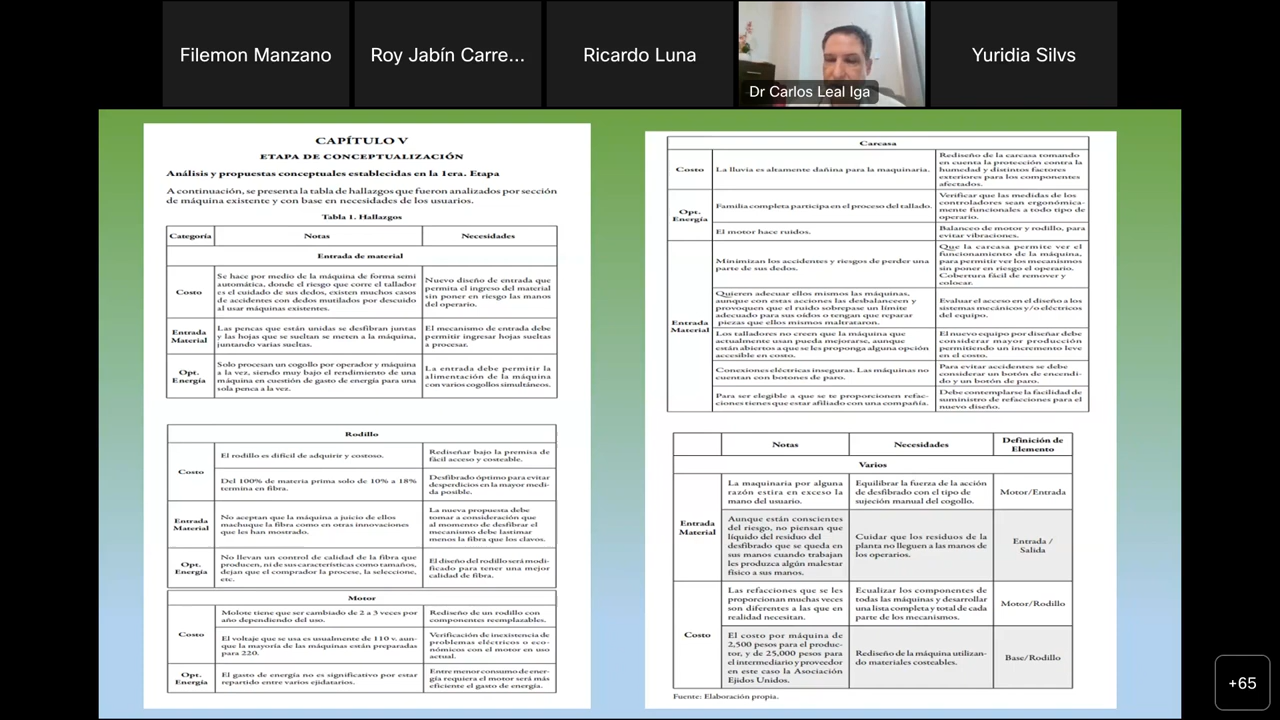 Filemon Manzano
Roy Jabín Carre...
Ricardo Luna
Dr Carlos Leal Iga
Yuridia Silvs
CAPÍTULO V
ETAPA DE CONCEPTUALIZACIÓN
Análisis y propuestas conceptuales establecidas en la 1era. Etapa
A continuación, se presenta la tabla de hallazgos que fueron analizados por sección
de máquina existente y con base en necesidades de los usuarios.
Tabla 1. Hallazgos
Categoría Notas Necesidades
Entrada de material
Costo
Se hace por medio de la máquina de forma semi
automática, donde el riesgo que corre el tallador
es el cuidado de sus dedos, existen muchos casos
de accidentes con dedos mutilados por descuido
al usar máquinas existentes.
Nuevo diseño de entrada que
permita el ingreso del material
sin poner en riesgo las manos
del operario.
Entrada
Material
Las pencas que están unidas se desfibran juntas
y las hojas que se sueltan se meten a la máquina,
juntando varias sueltas.
El mecanismo de entrada debe
permitir ingresar hojas sueltas
a procesar.
Opt.
Energía
Solo procesan un cogollo por operador y máquina
a la vez, siendo muy bajo el rendimiento de una
máquina en cuestión de gasto de energía para una
sola penca a la vez.
La entrada debe permitir la
alimentación de la máquina
con varios cogollos simultáneos.
Rodillo
Costo
El rodillo es difícil de adquirir y costoso.
Rediseñar bajo la premisa de
fácil acceso y costeable.
Del 100% de materia prima solo de 10% a 18%
termina en fibra.
Desfibrado óptimo para evitar
desperdicios en la mayor medi-
da posible.
Entrada
Material
No aceptan que la máquina a juicio de ellos
machuque la fibra como en otras innovaciones
que les han mostrado.
La nueva propuesta debe
tomar a consideración que
al momento de desfibrar el
mecanismo debe lastimar
menos la fibra que los clavos.
Opt.
Energía
No llevan un control de calidad de la fibra que
producen, ni de sus características como tamaños,
dejan que el comprador la procese, la seleccione,
etc.
El diseño del rodillo será modi-
ficado para tener una mejor
calidad de fibra.
Motor
Costo
Molote tiene que ser cambiado de 2 a 3 veces por
año dependiendo del uso.
Rediseño de un rodillo con
componentes reemplazables.
El voltaje que se usa es usualmente de 110 v. aun-
que la mayoría de las máquinas están preparadas
para 220.
Verificación de inexistencia de
problemas eléctricos o eco-
nómicos con el motor en uso
actual.
Opt.
Energía
El gasto de energía no es significativo por estar
repartido entre varios ejidatarios.
Entre menor consumo de ener-
gía requiera el motor será más
eficiente el gasto de energía.
Carcasa
Costo
La lluvia es altamente dañina para la maquinaria.
Rediseño de la carcasa tomando
en cuenta la protección contra la
humedad y distintos factores
exteriores para los componentes
afectados.
Opt.
Energía
Familia completa participa en el proceso del tallado.
Verificar que las medidas de los
controladores sean ergonómica-
mente funcionales a todo tipo de
operario.
El motor hace ruidos.
Balanceo de motor y rodillo, para
evitar vibraciones.
Entrada
Material
Minimizan los accidentes y riesgos de perder una
parte de sus dedos.
Que la carcasa permite ver el
funcionamiento de la máquina,
para permitir ver los mecanismos
sin poner en riesgo el operario.
Cobertura fácil de remover y
colocar.
Quieren adecuar ellos mismos las máquinas,
aunque con estas acciones las desbalanceen y
provoquen que el ruido sobrepase un límite
adecuado para sus oídos o tengan que reparar
piezas que ellos mismos maltrataron.
Evaluar el acceso en el diseño a los
sistemas mecánicos y/o eléctricos
del equipo.
Los talladores no creen que la máquina que
actualmente usan pueda mejorarse, aunque
están abiertos a que se les proponga alguna opción
accesible en costo.
El nuevo equipo por diseñar debe
considerar mayor producción
permitiendo un incremento leve
en el costo.
Conexiones eléctricas inseguras. Las máquinas no
cuentan con botones de paro.
Para evitar accidentes se debe
considerar un botón de encendi-
do y un botón de paro.
Para ser elegible a que se te proporcionen refac-
ciones tienes que estar afiliado con una compañía.
Debe contemplarse la facilidad de
suministro de refacciones para el
nuevo diseño.
Notas Necesidades Definición de
Elemento
Varios
Entrada
Material
La maquinaria por alguna
razón estira en exceso la
mano del usuario.
Equilibrar la fuerza de la acción
de desfibrado con el tipo de
sujeción manual del cogollo.
Motor/Entrada
Aunque están conscientes
del riesgo, no piensan que
líquido del residuo del
desfibrado que se queda en
sus manos cuando trabajan
les produzca algún malestar
físico a sus manos.
Cuidar que los residuos de la
planta no lleguen a las manos de
los operarios.
Entrada /
Salida
Costo
Las refacciones que se les
proporcionan muchas veces
son diferentes a las que en
realidad necesitan.
Ecualizar los componentes de
todas las máquinas y desarrollar
una lista completa y total de cada
parte de los mecanismos.
Motor/Rodillo
El costo por máquina de
2,500 pesos para el produc-
tor, y de 25,000 pesos para
el intermediario y proveedor
en este caso la Asociación
Ejidos Unidos.
Rediseño de la máquina utilizan-
do materiales costeables.
Base/Rodillo
Fuente: Elaboración propia.
+65